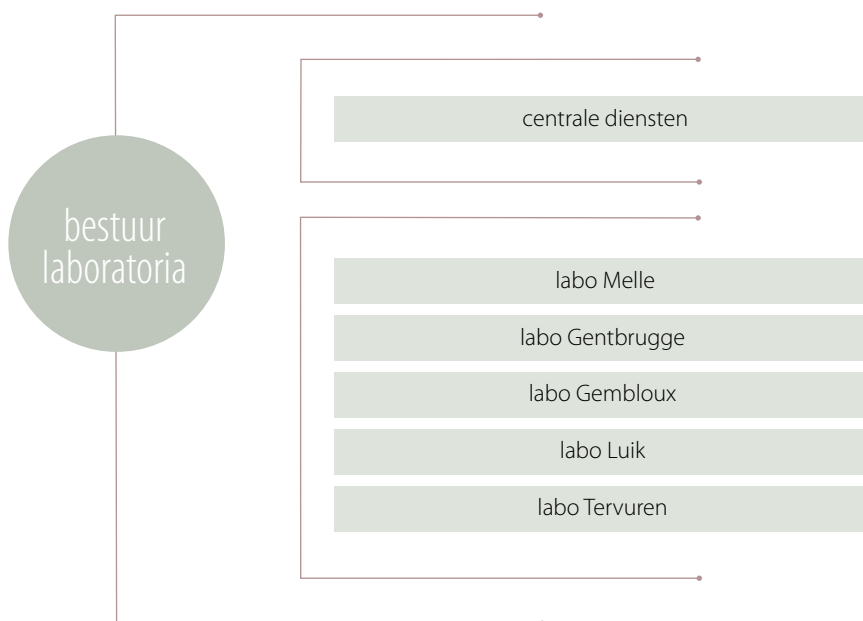 bestuur
laboratoria
centrale diensten
labo Melle
labo Gentbrugge
labo Gembloux
labo Luik
labo Tervuren